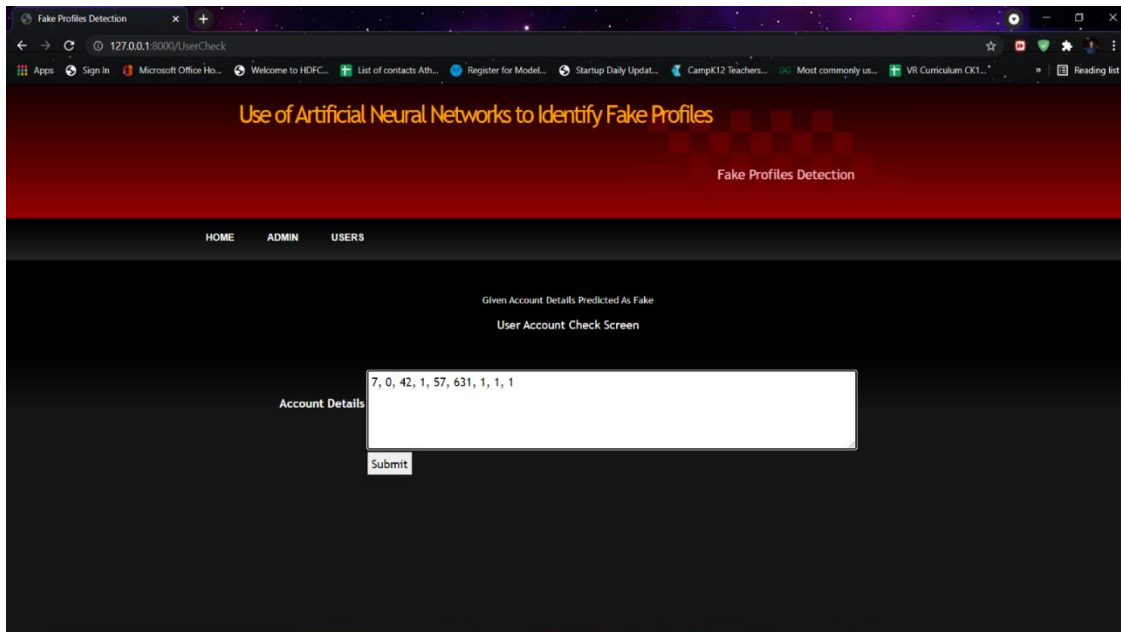 Fake Profiles Detection
127.0.0.1:8000/UserCheck
Apps Sign In Microsoft Office Ho... Welcome to HDFC... List of contacts Ath... Register for Model... Startup Daily Updat... CampK12 Teachers... DG Most commonly us... VR Curriculum CK1... » Reading list
Use of Artificial Neural Networks to Identify Fake Profiles
Fake Profiles Detection
HOME ADMIN USERS
Given Account Details Predicted As Fake
User Account Check Screen
Account Details
7, 0, 42, 1, 57, 631, 1, 1, 1
Submit